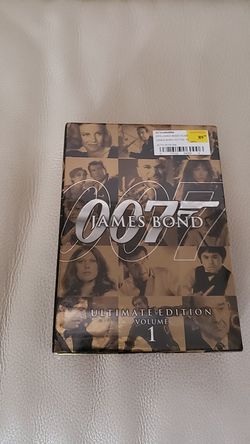 007
JAMES BOND
ULTIMATE EDITION
VOLUME
1